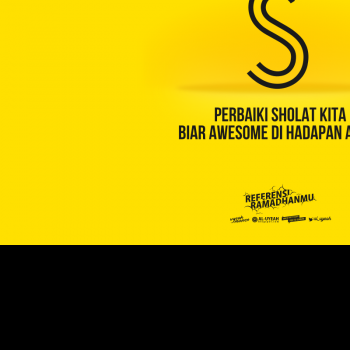 S
PERBAIKI SHOLAT KITA
BIAR AWESOME DI HADAPAN A
REFERENSI
RAMADHANMU